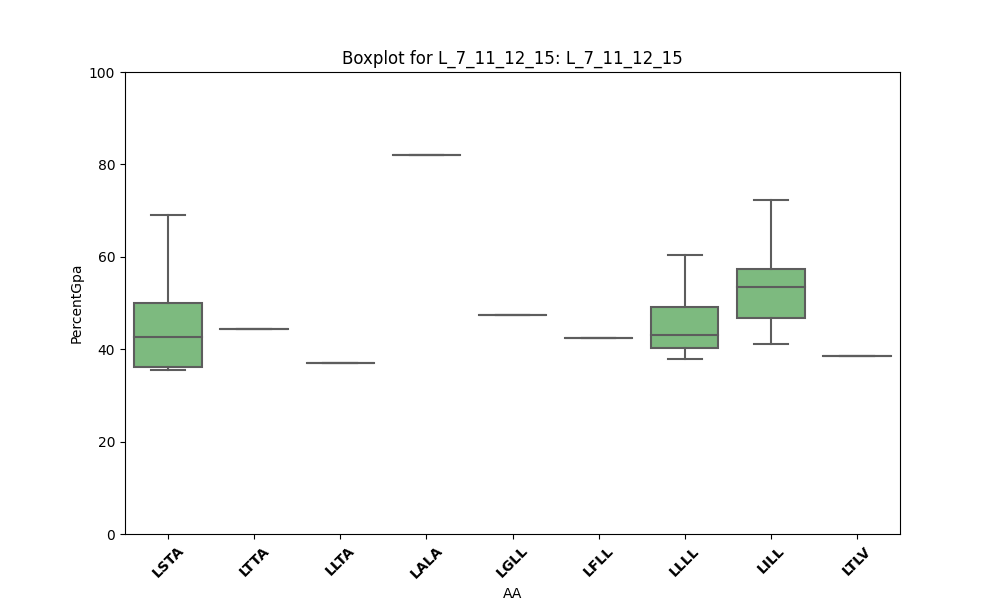 Boxplot for L_7_11_12_15: L_7_11_12_15
100
80
60
40
20
0
PercentGpa
LSTA
LTTA
LLTA
LALA
LGLL
LFLL
LLLL
LILL
LTLV
AA